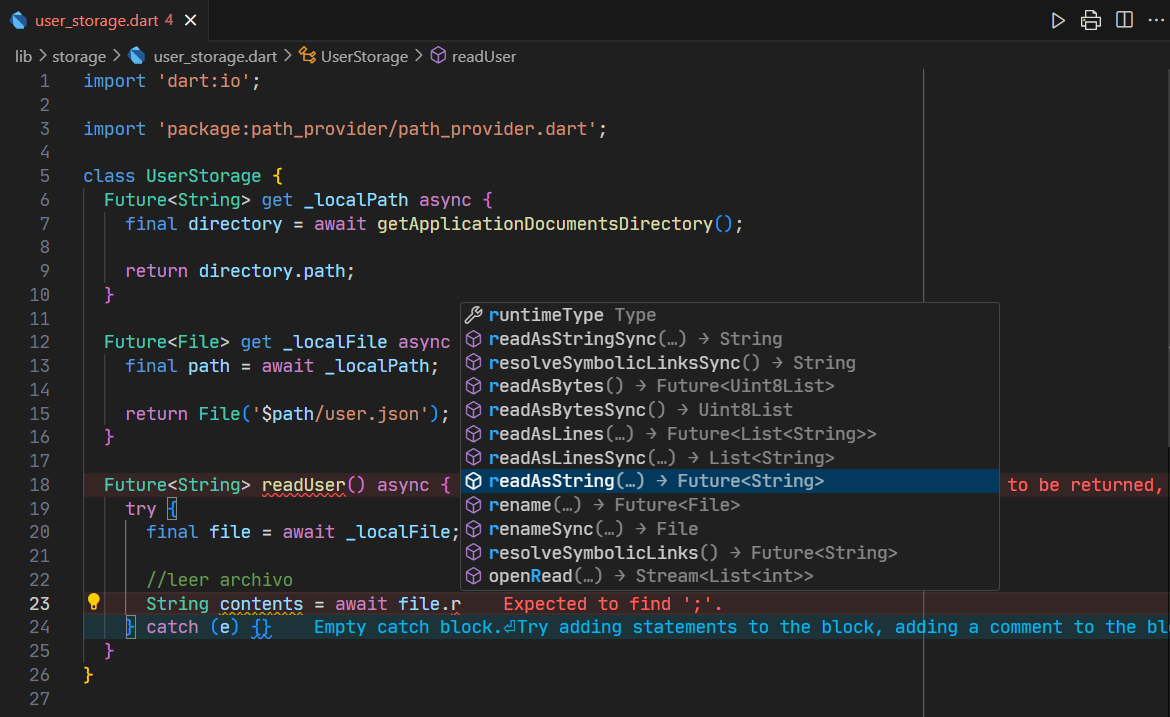 user_storage.dart 4
lib > storage > user_storage.dart > UserStorage > readUser
1 import 'dart:io';
2
3 import 'package:path_provider/path_provider.dart';
4
5 class UserStorage {
6 Future<String> get _localPath async {
7 final directory = await getApplicationDocumentsDirectory();
8
9 return directory.path;
10 }
11
12 Future<File> get _localFile async
13 final path = await _localPath;
14
15 return File('$path/user.json');
16 }
17
18 Future<String> readUser() async { to be returned,
19 try {
20 final file = await _localFile;
21
22 //leer archivo
23 String contents = await file.r Expected to find ';'.
24 } catch (e) {} Empty catch block.⏎Try adding statements to the block, adding a comment to the bl
25 }
26 }
27
runtimeType Type
readAsStringSync(…) → String
resolveSymbolicLinksSync() → String
readAsBytes() → Future<Uint8List>
readAsBytesSync() → Uint8List
readAsLines(…) → Future<List<String>>
readAsLinesSync(…) → List<String>
readAsString(…) → Future<String>
rename(…) → Future<File>
renameSync(…) → File
resolveSymbolicLinks() → Future<String>
openRead(…) → Stream<List<int>>